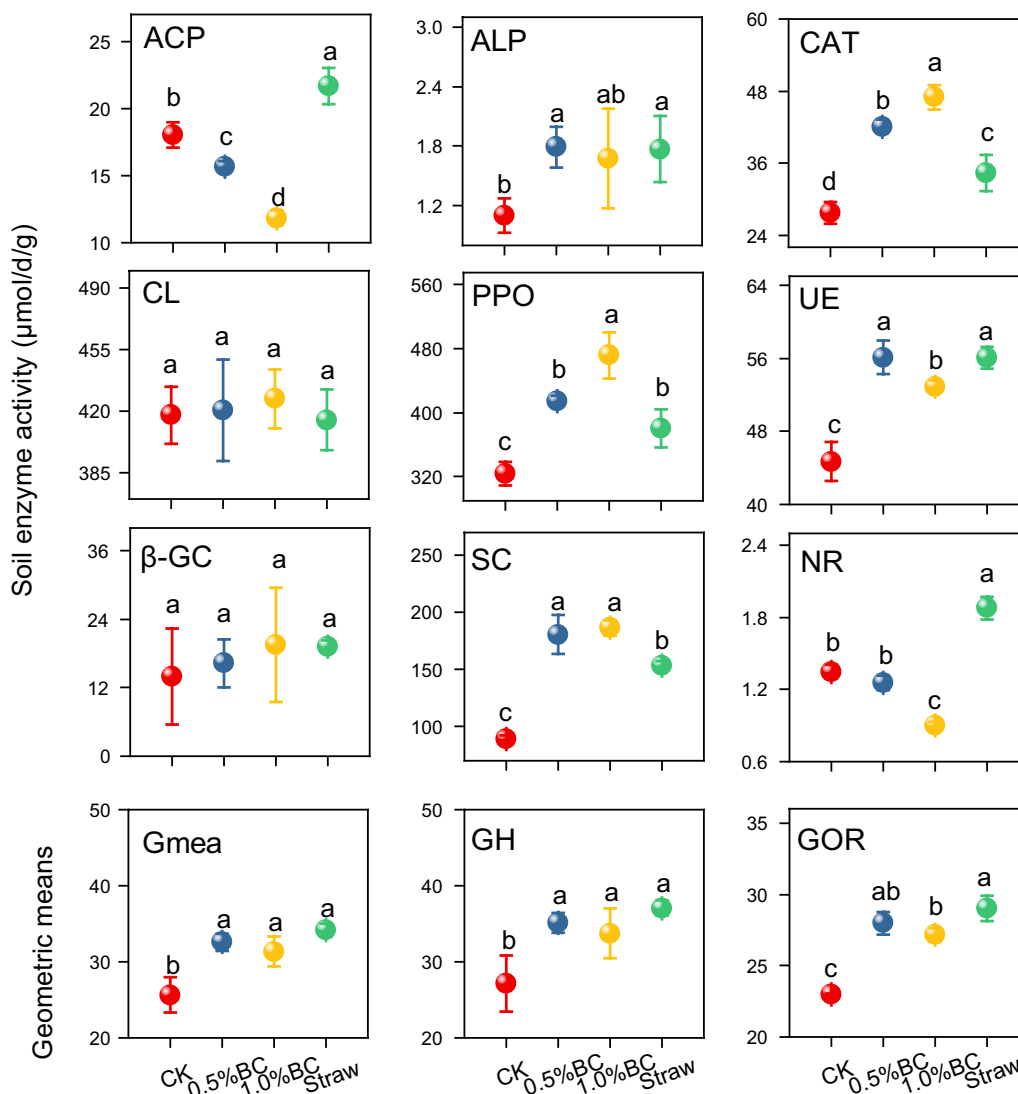 Soil enzyme activity (μmol/d/g)
ACP
25
20
15
10
b
c
d
a
ALP
3.0
2.4
1.8
1.2
b
a
ab
a
CAT
60
48
36
24
d
b
a
c
CL
490
455
420
385
a
a
a
a
PPO
560
480
400
320
c
b
a
b
UE
64
56
48
40
c
a
b
a
β-GC
36
24
12
0
a
a
a
a
SC
250
200
150
100
c
a
a
b
NR
2.4
1.8
1.2
0.6
b
b
c
a
Geometric means
Gmea
50
40
30
20
b
a
a
a
CK
0.5%BC
1.0%BC
Straw
GH
50
40
30
20
b
a
a
a
CK
0.5%BC
1.0%BC
Straw
GOR
35
30
25
20
c
ab
b
a
CK
0.5%BC
1.0%BC
Straw